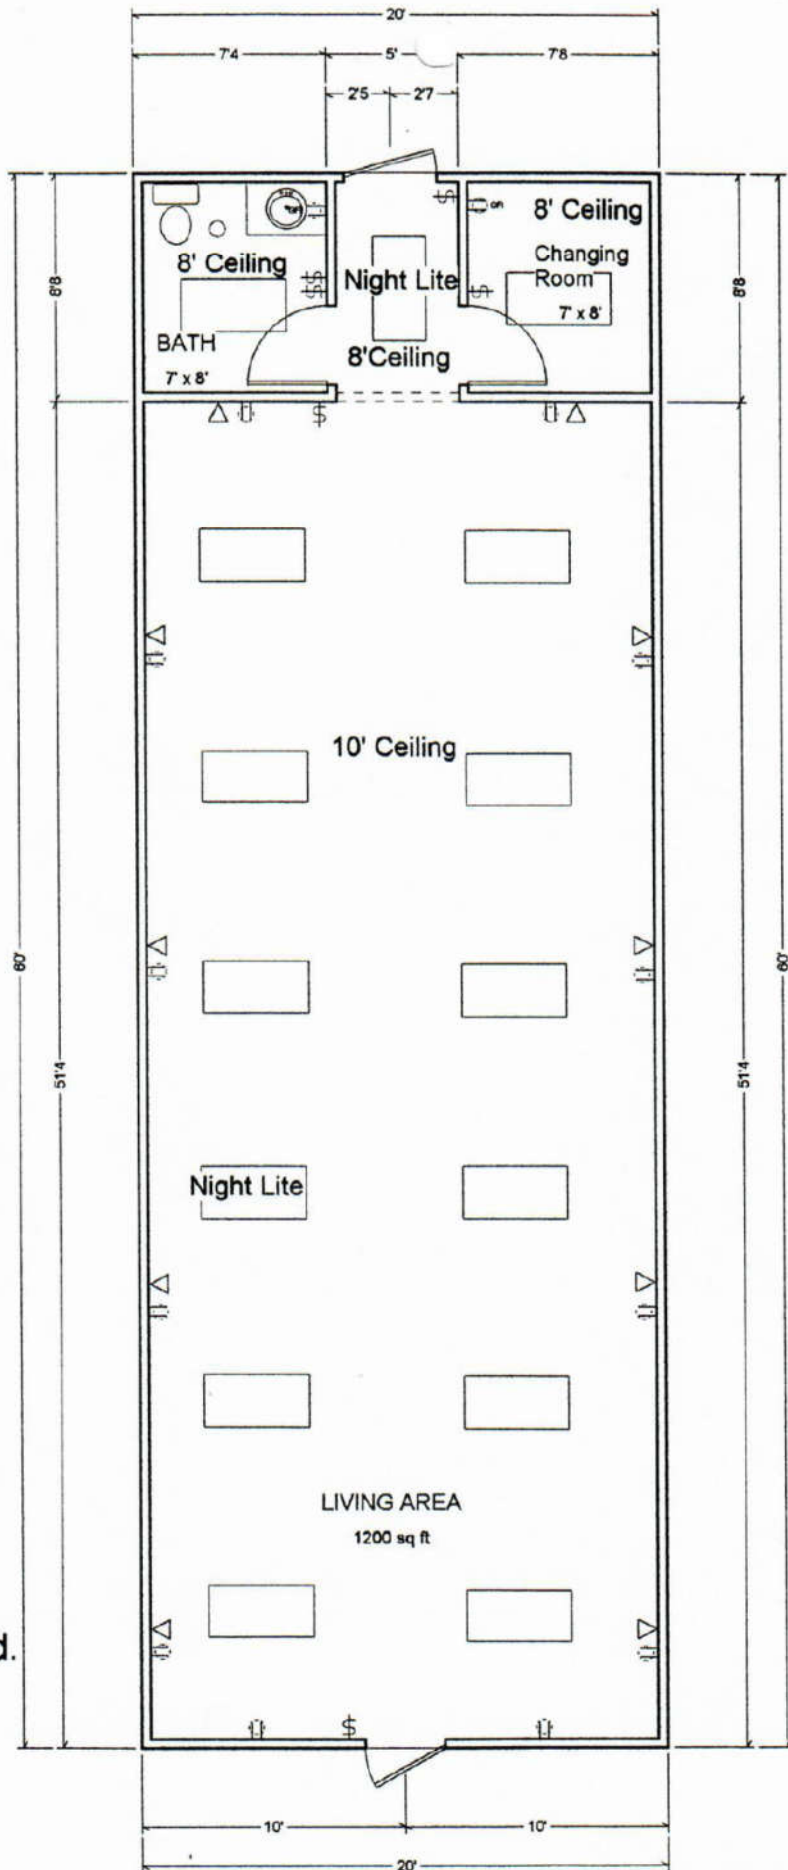 20'
7'4
5'
7'8
2'5
2'7
8'8
8' Ceiling
Night Lite
8'Ceiling
BATH
7' x 8'
8' Ceiling
Changing
Room
7' x 8'
8'8
10' Ceiling
60'
60'
51'4
51'4
Night Lite
LIVING AREA
1200 sq ft
d.
10'
10'
20'